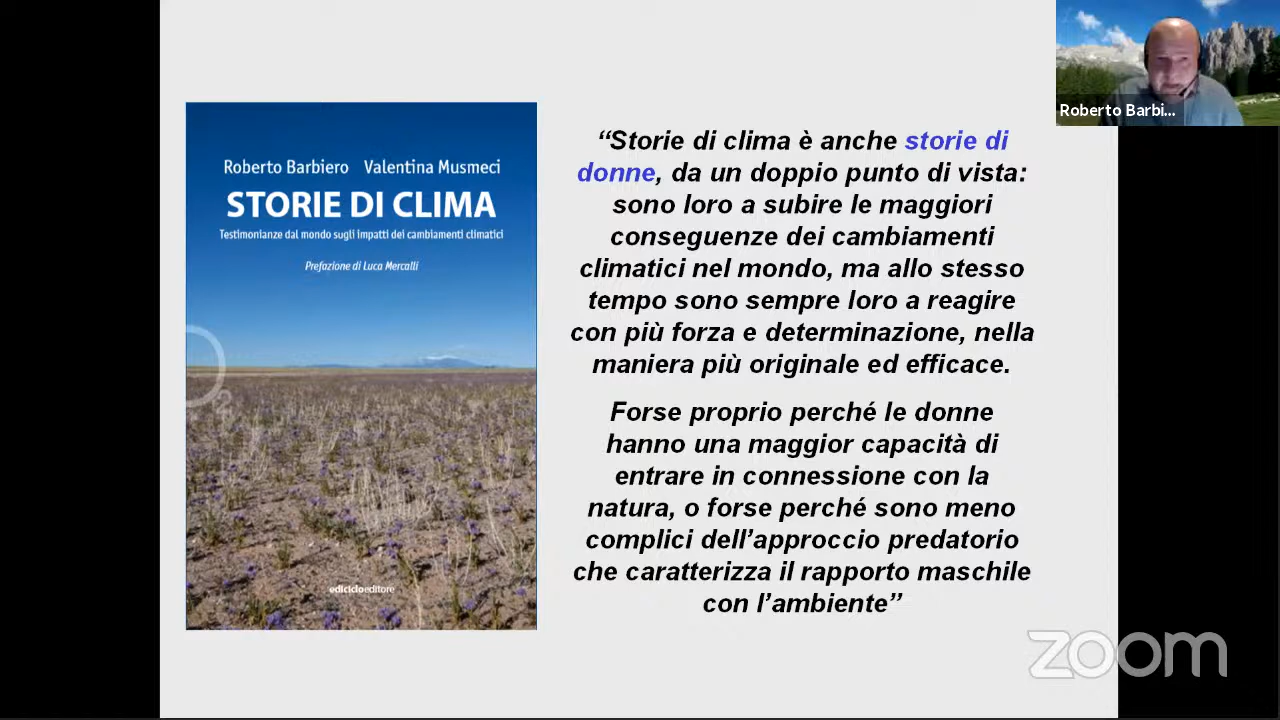 Roberto Barbi...
Roberto Barbiero Valentina Musmeci
STORIE DI CLIMA
Testimonianze dal mondo sugli impatti dei cambiamenti climatici
Prefazione di Luca Mercalli
edicicloeditore
“Storie di clima è anche storie di
donne, da un doppio punto di vista:
sono loro a subire le maggiori
conseguenze dei cambiamenti
climatici nel mondo, ma allo stesso
tempo sono sempre loro a reagire
con più forza e determinazione, nella
maniera più originale ed efficace.
Forse proprio perché le donne
hanno una maggior capacità di
entrare in connessione con la
natura, o forse perché sono meno
complici dell’approccio predatorio
che caratterizza il rapporto maschile
con l’ambiente”
zoom